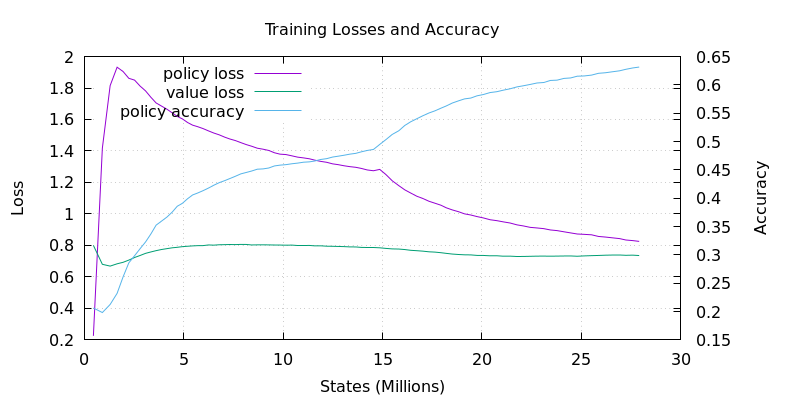 Training Losses and Accuracy
policy loss
value loss
policy accuracy
Loss
2
1.8
1.6
1.4
1.2
1
0.8
0.6
0.4
0.2
0.65
0.6
0.55
0.5
0.45
0.4
0.35
0.3
0.25
0.2
0.15
Accuracy
0 5 10 15 20 25 30
States (Millions)